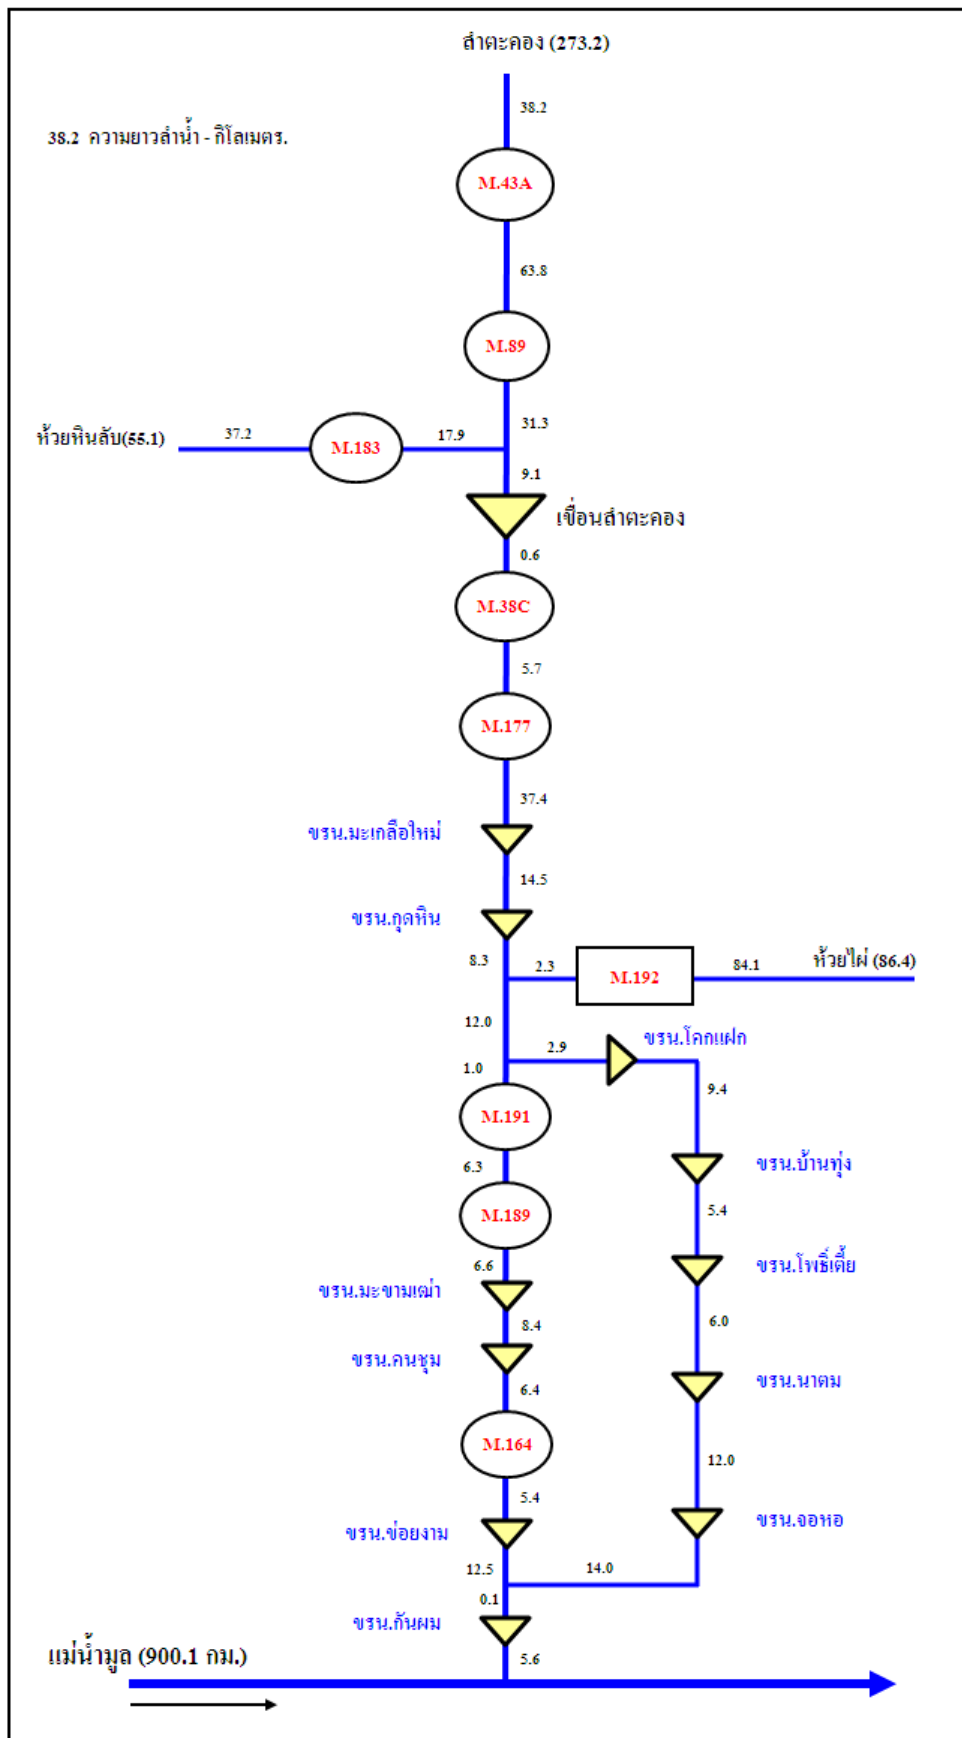 ลำตะคอง (273.2)
38.2
38.2 ความยาวลำน้ำ - กิโลเมตร.
M.43A
63.8
M.89
31.3
ห้วยหินลับ(55.1)
37.2
M.183
17.9
9.1
เขื่อนลำตะคอง
0.6
M.38C
5.7
M.177
37.4
ขรน.มะเกลือใหม่
14.5
ขรน.กุดหิน
8.3
2.3
M.192
84.1
ห้วยไผ่ (86.4)
12.0
2.9
ขรน.โคกแฝก
1.0
9.4
M.191
6.3
ขรน.บ้านทุ่ง
M.189
5.4
6.6
ขรน.โพธิ์เตี้ย
ขรน.มะขามเฒ่า
8.4
6.0
ขรน.คนชุม
6.4
ขรน.นาตม
M.164
12.0
5.4
ขรน.ข่อยงาม
ขรน.จอหอ
12.5
14.0
0.1
ขรน.กันผม
แม่น้ำมูล (900.1 กม.)
5.6